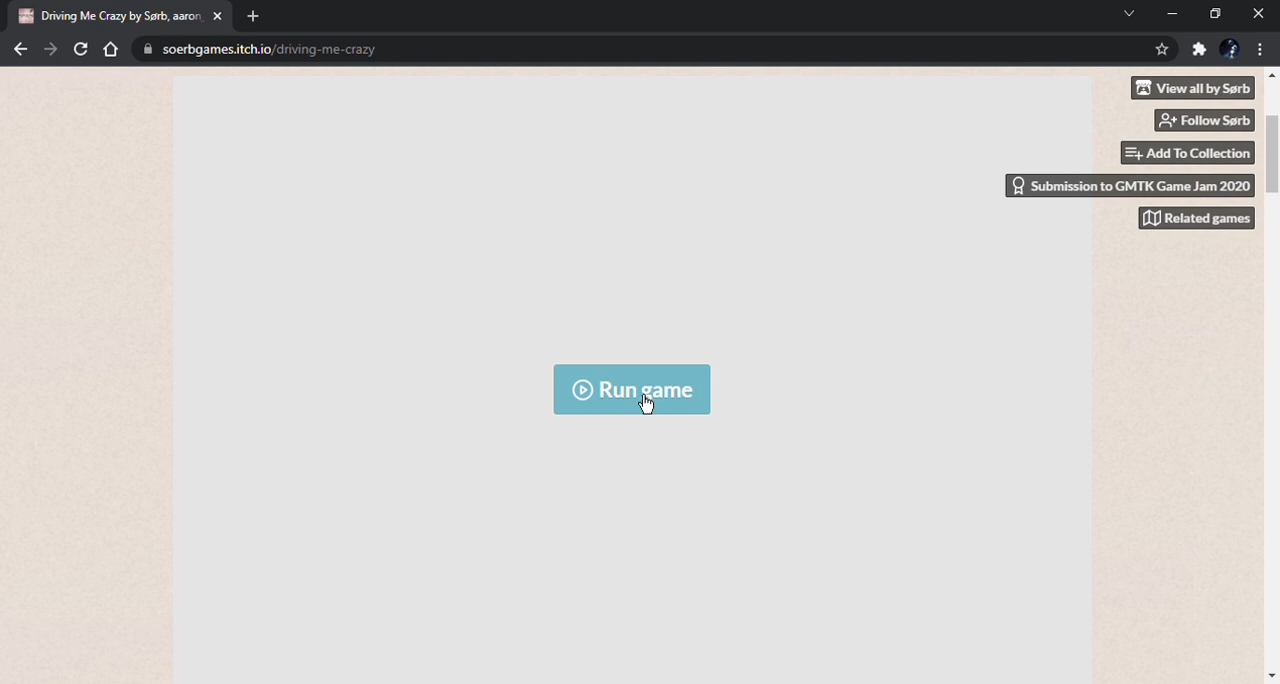 Driving Me Crazy by Sørb, aaron,
soerbgames.itch.io/driving-me-crazy
View all by Sørb
Follow Sørb
Add To Collection
Submission to GMTK Game Jam 2020
Related games
Run game